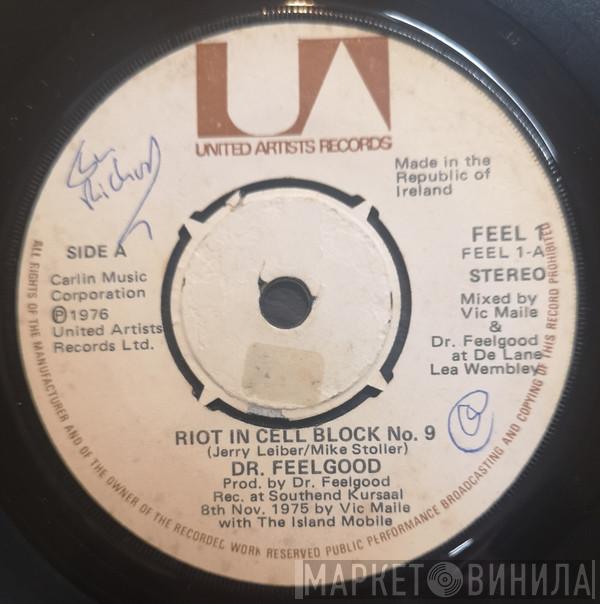 UA
UNITED ARTISTS RECORDS
Made in the
Republic of
Ireland
SIDE A
Carlin Music
Corporation
Ⓟ1976
United Artists
Records Ltd.
FEEL 1
FEEL 1-A
STEREO
Mixed by
Vic Maile
&
Dr. Feelgood
at De Lane
Lea Wembley
RIOT IN CELL BLOCK No. 9
(Jerry Leiber/Mike Stoller)
DR. FEELGOOD
Prod. by Dr. Feelgood
Rec. at Southend Kursaal
8th Nov. 1975 by Vic Maile
with The Island Mobile
ALL RIGHTS OF THE MANUFACTURER AND OF THE OWNER OF THE RECORDED WORK RESERVED PUBLIC PERFORMANCE BROADCASTING AND COPYING OF THIS RECORD PROHIBITED
МАРКЕТ ВИНИЛА